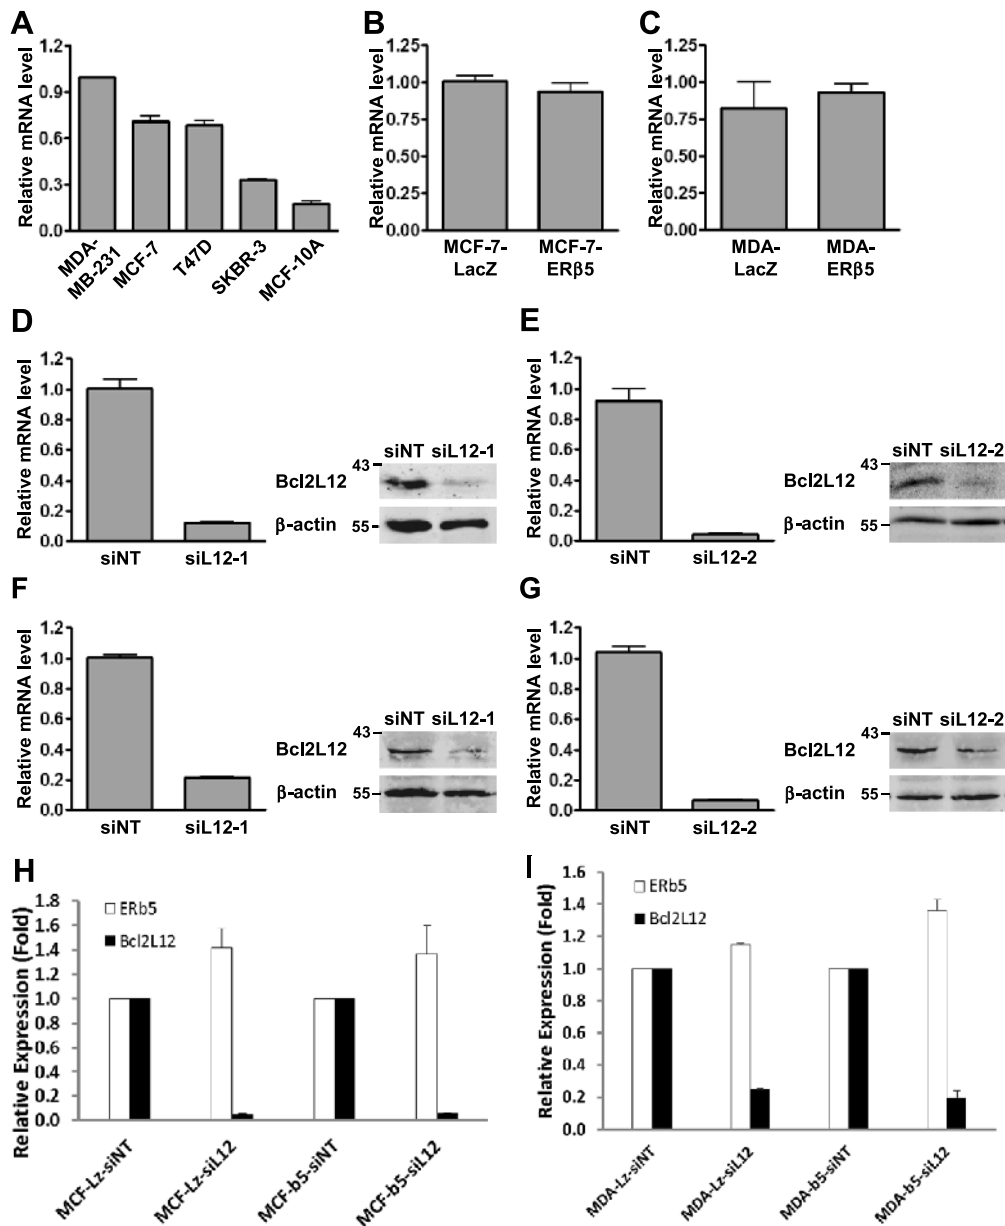 A
Relative mRNA level
1.2
0.9
0.6
0.3
0.0
MDA-
MB-231
MCF-7
T47D
SKBR-3
MCF-10A
B
Relative mRNA level
1.25
1.00
0.75
0.50
0.25
0.00
MCF-7-
LacZ
MCF-7-
ERβ5
C
Relative mRNA level
1.25
1.00
0.75
0.50
0.25
0.00
MDA-
LacZ
MDA-
ERβ5
D
Relative mRNA level
1.2
1.0
0.8
0.6
0.4
0.2
0.0
siNT
siL12-1
siNT siL12-1
43
Bcl2L12
β-actin
55
E
Relative mRNA level
1.2
1.0
0.8
0.6
0.4
0.2
0.0
siNT
siL12-2
siNT siL12-2
43
Bcl2L12
β-actin
55
F
Relative mRNA level
1.2
1.0
0.8
0.6
0.4
0.2
0.0
siNT
siL12-1
siNT siL12-1
43
Bcl2L12
β-actin
55
G
Relative mRNA level
1.2
1.0
0.8
0.6
0.4
0.2
0.0
siNT
siL12-2
siNT siL12-2
43
Bcl2L12
β-actin
55
H
Relative Expression (Fold)
1.8
1.6
1.4
1.2
1.0
0.8
0.6
0.4
0.2
0.0
ERb5
Bcl2L12
MCF-Lz-siNT
MCF-Lz-siL12
MCF-b5-siNT
MCF-b5-siL12
I
Relative Expression (Fold)
1.6
1.4
1.2
1.0
0.8
0.6
0.4
0.2
0.0
ERb5
Bcl2L12
MDA-Lz-siNT
MDA-Lz-siL12
MDA-b5-siNT
MDA-b5-siL12